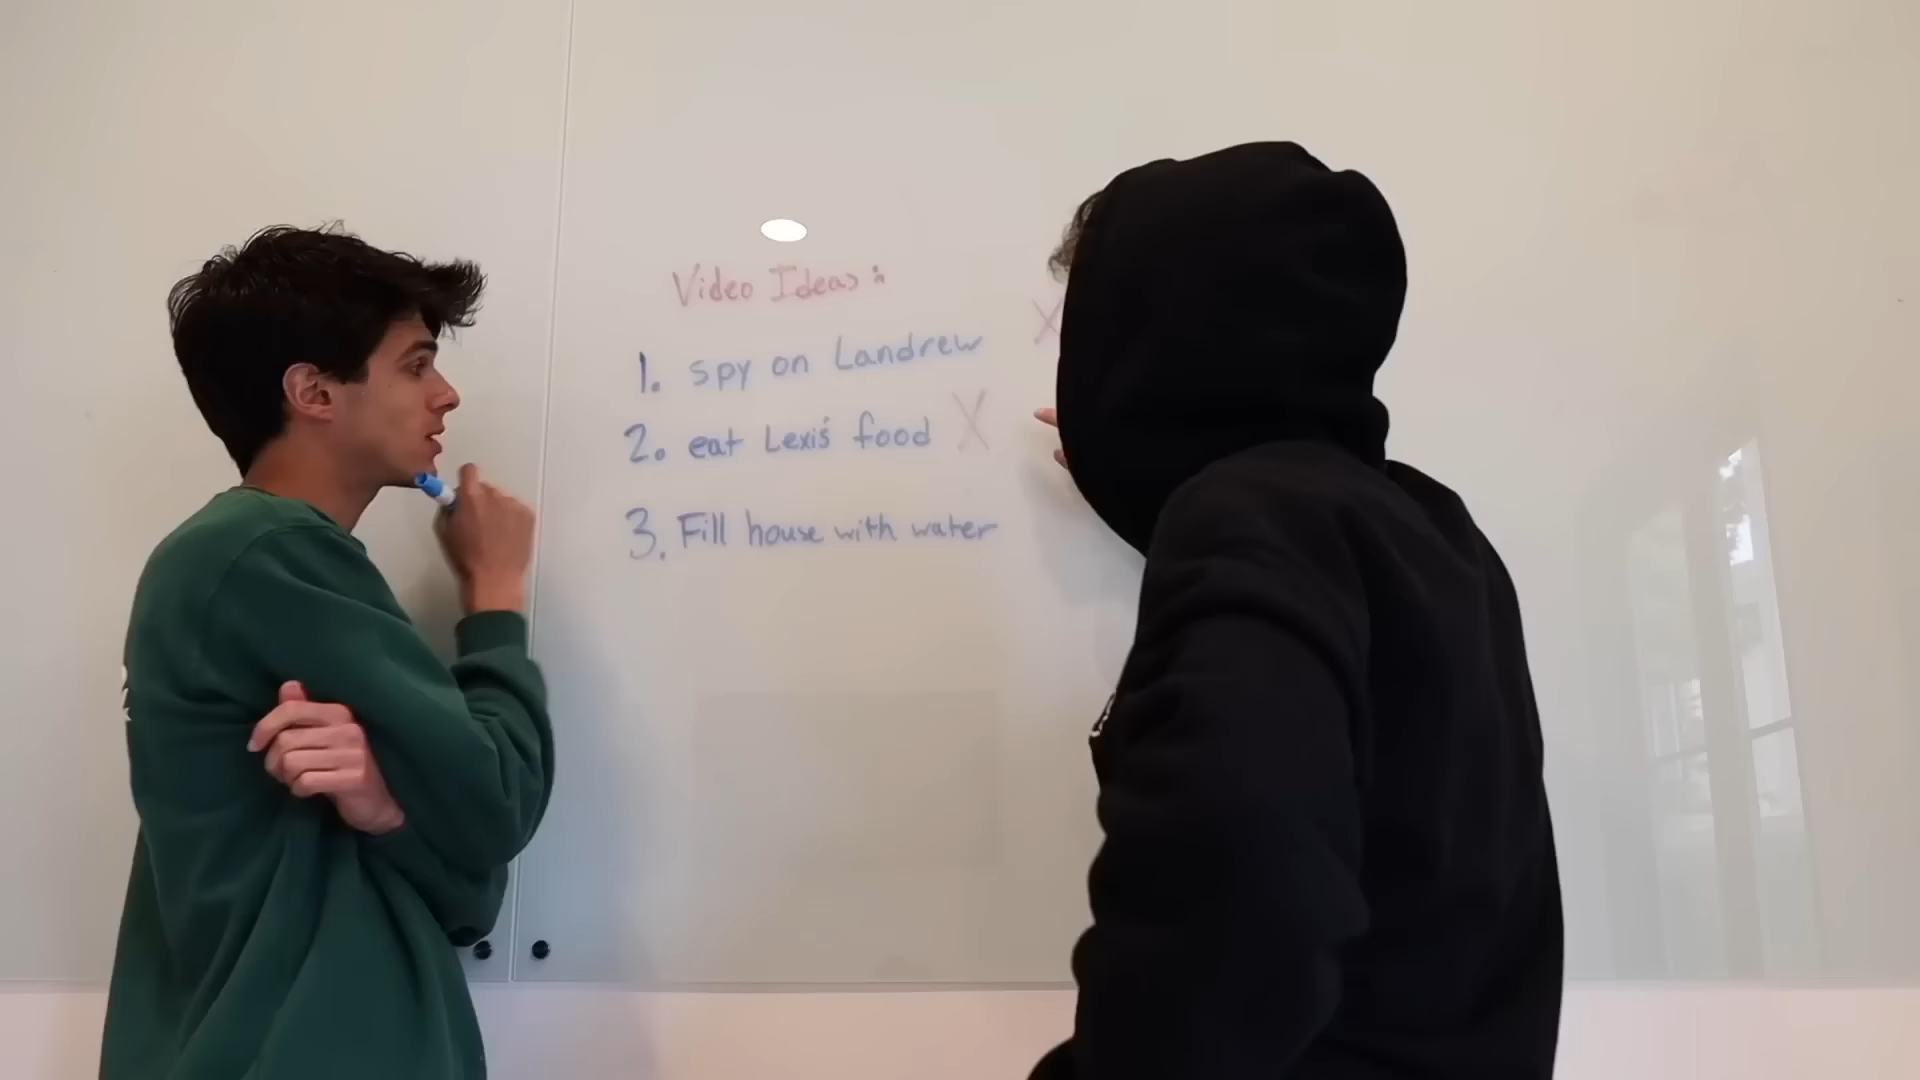 Video Ideas:
1. spy on Landrew X
2. eat Lexi's food X
3. Fill house with water